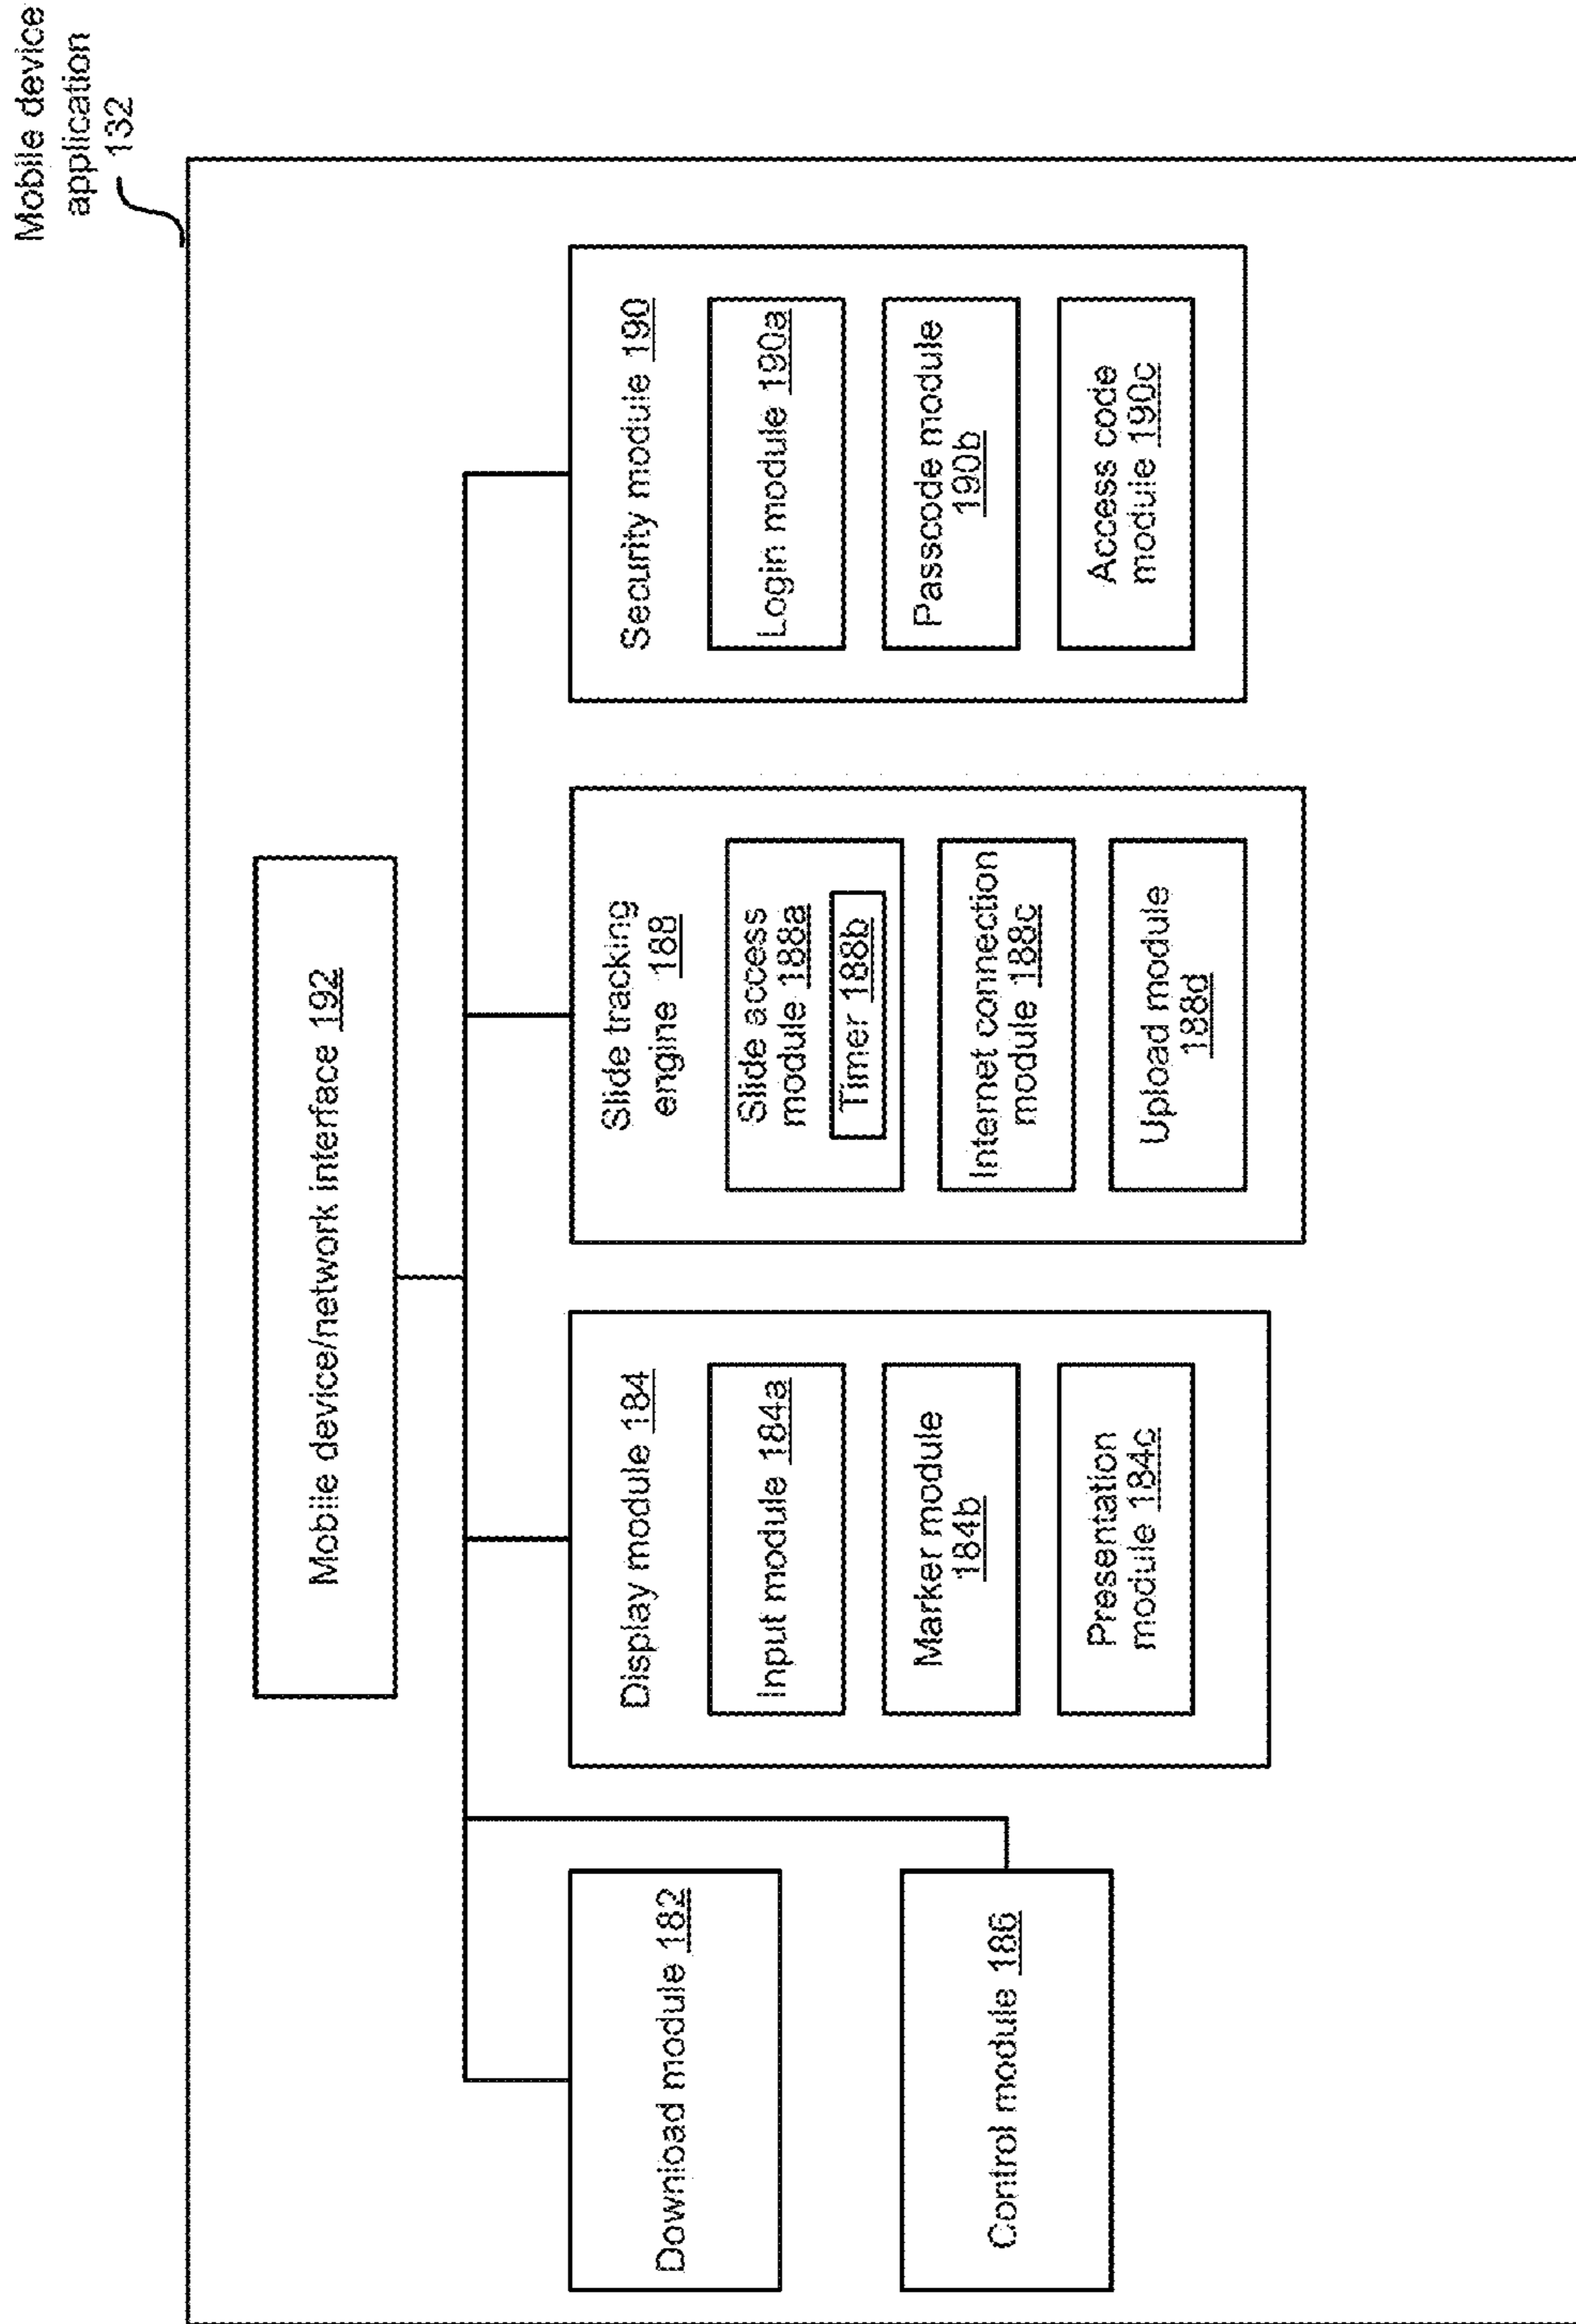 Mobile device
application
132
Mobile device/network interface 192
Download module 182
Control module 186
Display module 184
Input module 184a
Marker module
184b
Presentation
module 184c
Slide tracking
engine 188
Slide access
module 188a
Timer 188b
Internet connection
module 188c
Upload module
188d
Security module 190
Login module 190a
Passcode module
190b
Access code
module 190c